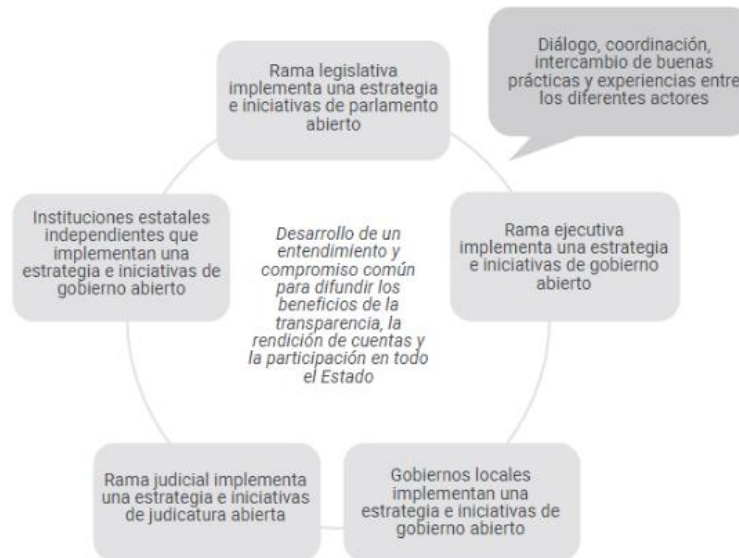 Rama legislativa
implementa una estrategia
e iniciativas de parlamento
abierto
Diálogo, coordinación,
intercambio de buenas
prácticas y experiencias entre
los diferentes actores
Instituciones estatales
independientes que
implementan una
estrategia e iniciativas de
gobierno abierto
Desarrollo de un
entendimiento y
compromiso común
para difundir los
beneficios de la
transparencia, la
rendición de cuentas y
la participación en todo
el Estado
Rama ejecutiva
implementa una estrategia
e iniciativas de gobierno
abierto
Rama judicial implementa
una estrategia e iniciativas
de judicatura abierta
Gobiernos locales
implementan una
estrategia e iniciativas de
gobierno abierto